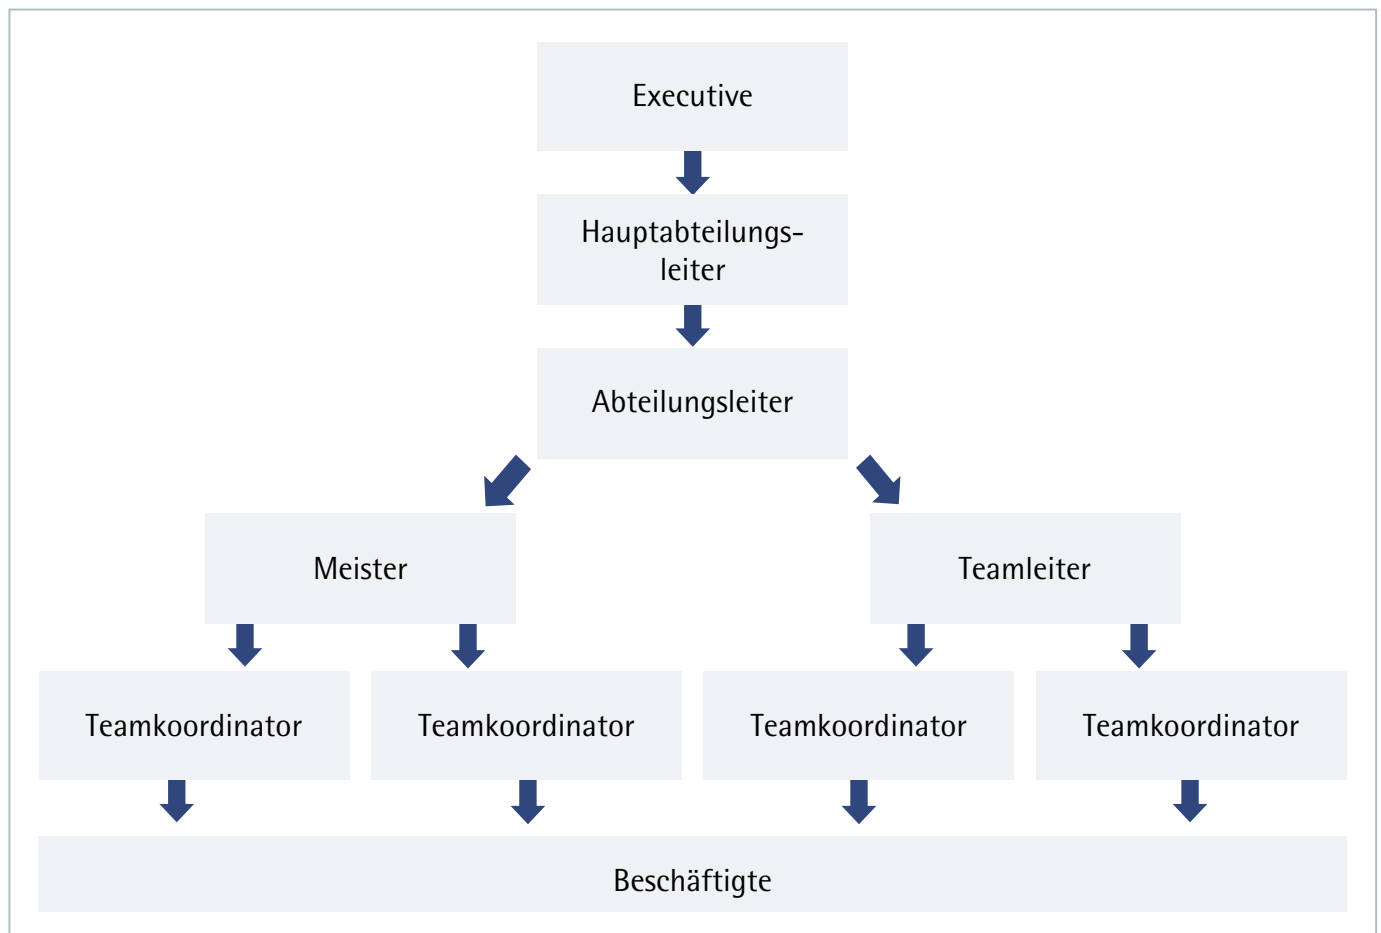 Executive
Hauptabteilungs-
leiter
Abteilungsleiter
Meister
Teamleiter
Teamkoordinator
Teamkoordinator
Teamkoordinator
Teamkoordinator
Beschäftigte